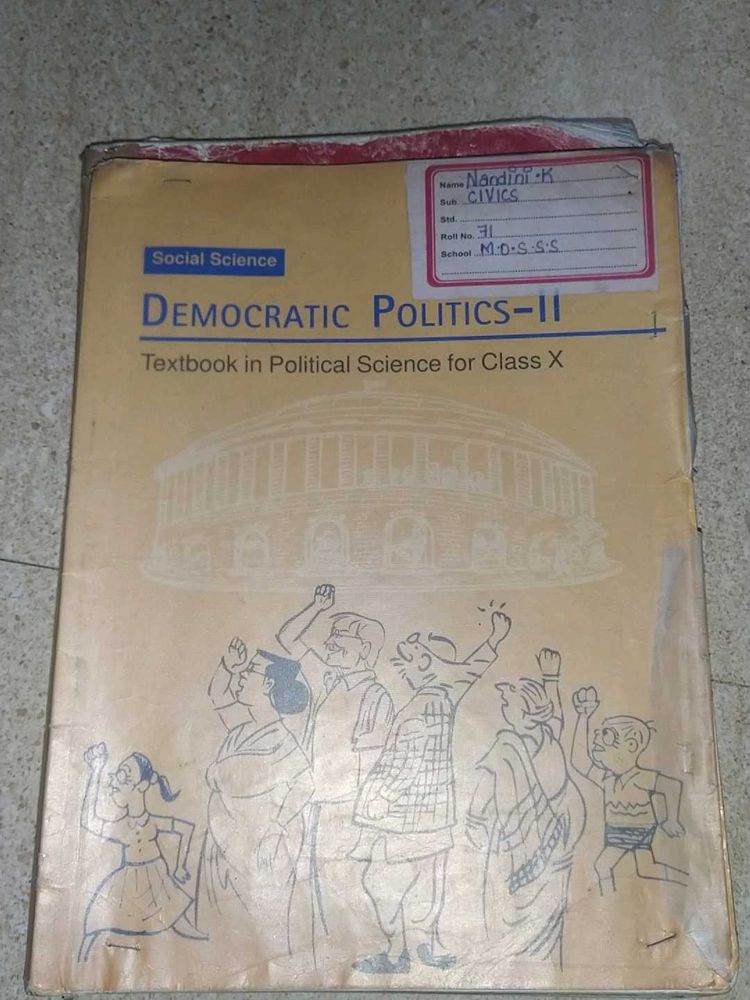 Name Nandini.K
Sub. CIVICS
Std.
Roll No. 71
School M.O.S.S.S
Social Science
DEMOCRATIC POLITICS–II
Textbook in Political Science for Class X